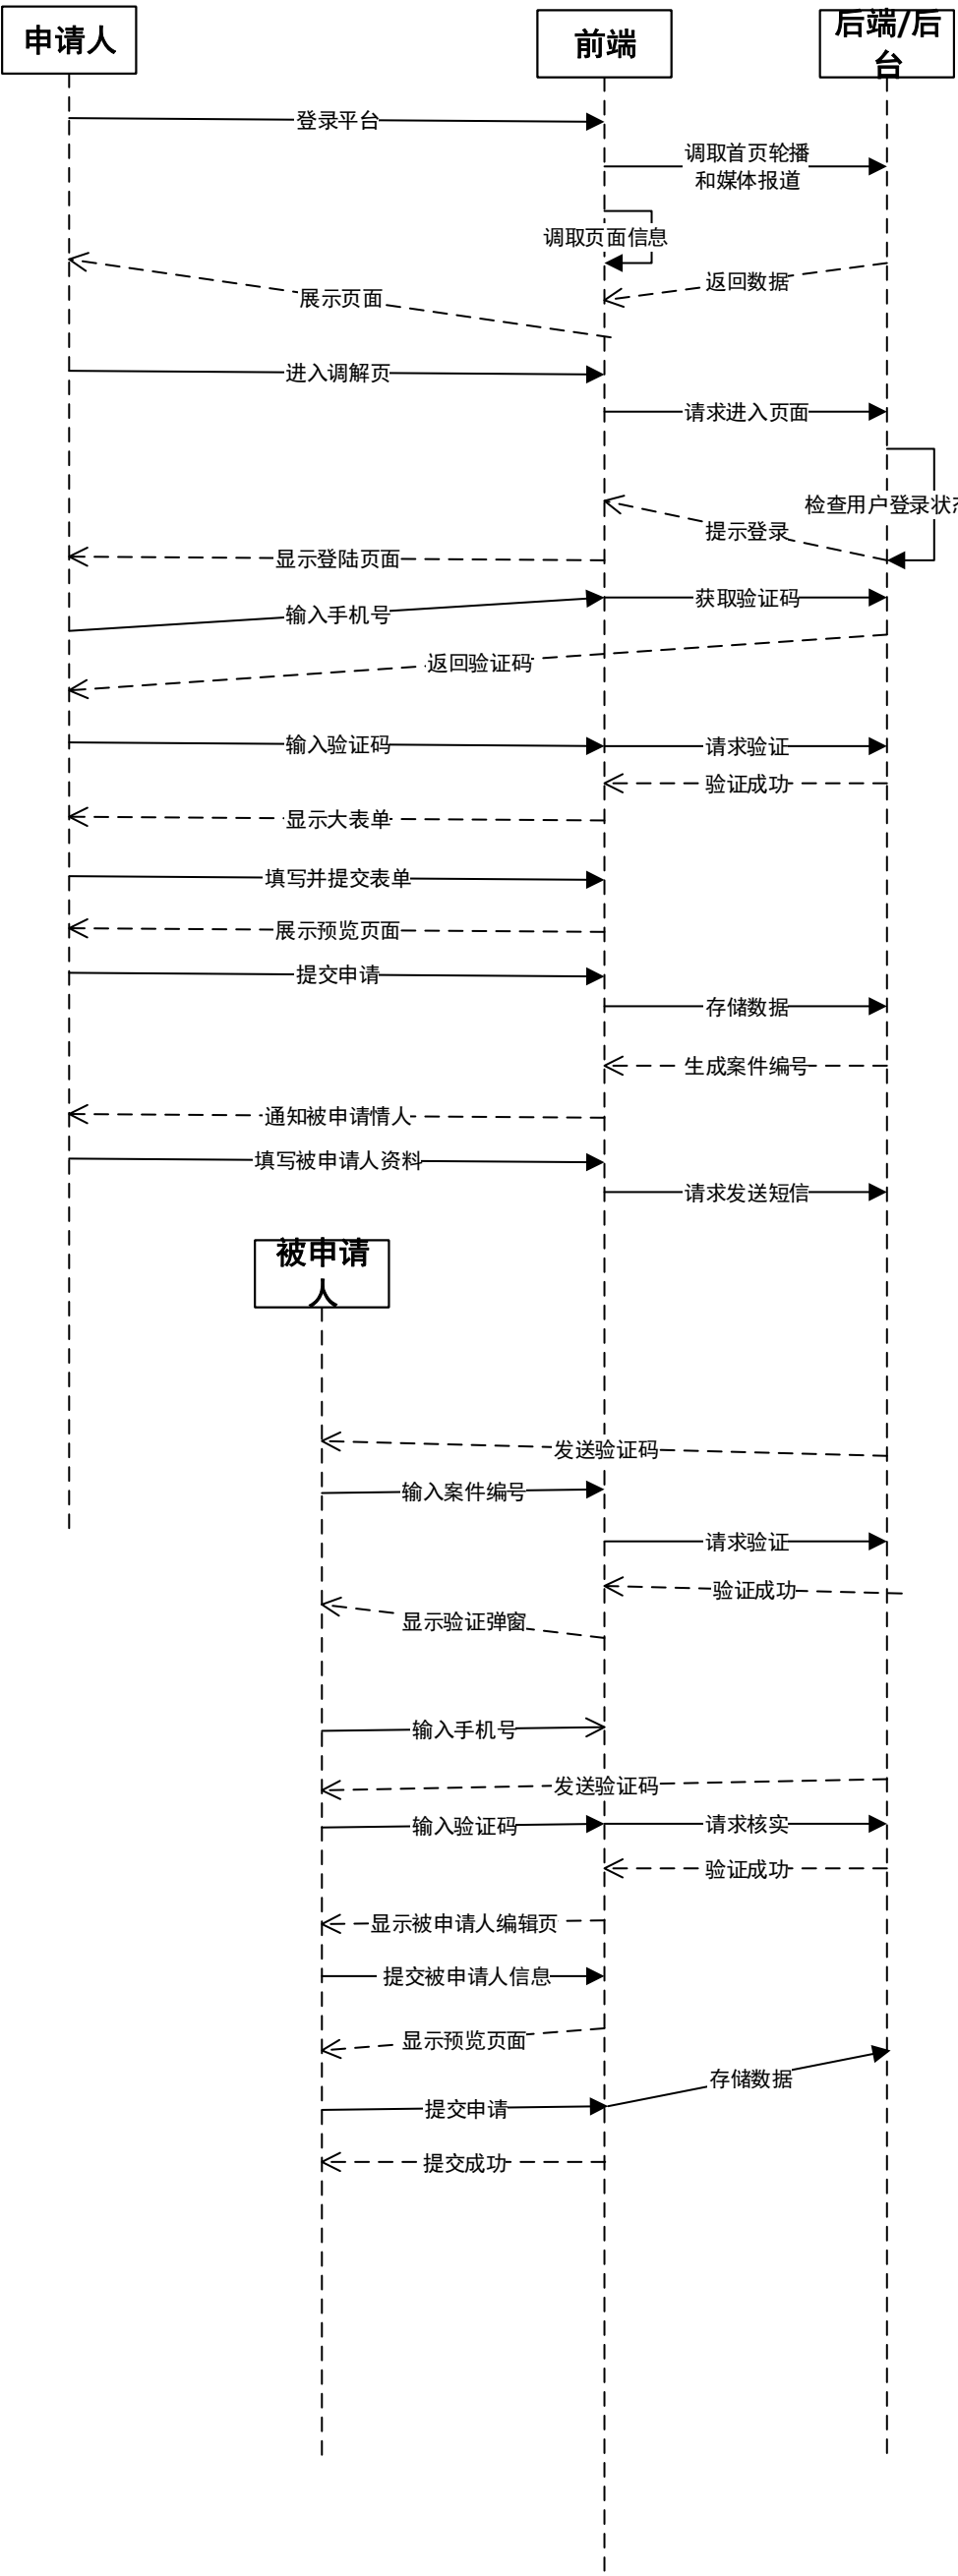 申请人
前端
后端/后
台
登录平台
调取首页轮播
和媒体报道
调取页面信息
返回数据
展示页面
进入调解页
请求进入页面
检查用户登录状
提示登录
显示登陆页面
获取验证码
输入手机号
返回验证码
输入验证码
请求验证
验证成功
显示大表单
填写并提交表单
展示预览页面
提交申请
存储数据
生成案件编号
通知被申请情人
填写被申请人资料
请求发送短信
被申请
人
发送验证码
输入案件编号
请求验证
验证成功
显示验证弹窗
输入手机号
发送验证码
输入验证码
请求核实
验证成功
显示被申请人编辑页
提交被申请人信息
显示预览页面
存储数据
提交申请
提交成功